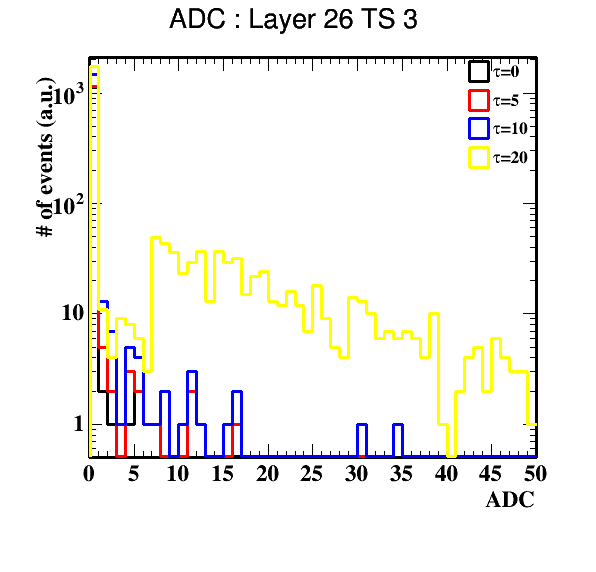 ADC : Layer 26 TS 3
# of events (a.u.)
10³
10²
10
1
τ=0
τ=5
τ=10
τ=20
0 5 10 15 20 25 30 35 40 45 50
ADC